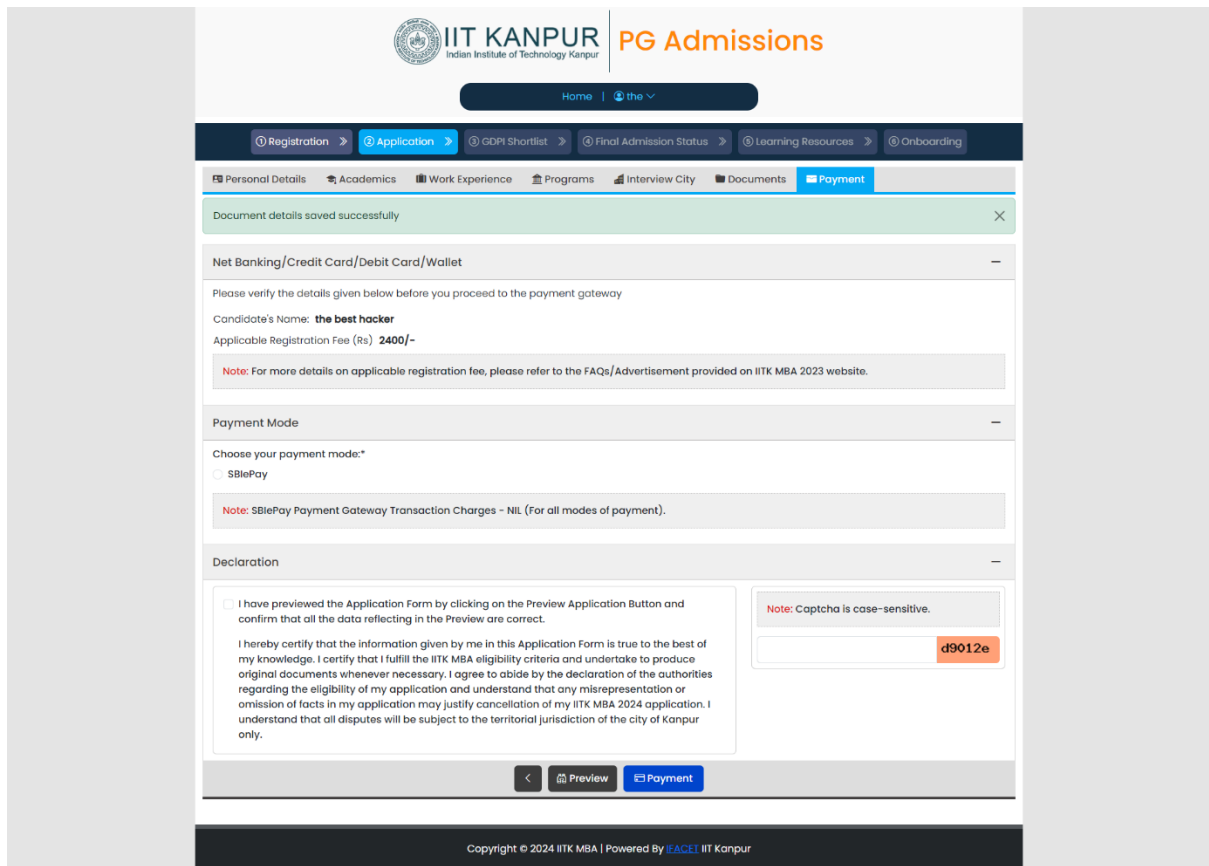 IIT KANPUR
Indian Institute of Technology Kanpur
PG Admissions
Home | the
1 Registration
2 Application
3 GDPI Shortlist
4 Final Admission Status
5 Learning Resources
6 Onboarding
Personal Details
Academics
Work Experience
Programs
Interview City
Documents
Payment
Document details saved successfully
Net Banking/Credit Card/Debit Card/Wallet
Please verify the details given below before you proceed to the payment gateway
Candidate's Name: the best hacker
Applicable Registration Fee (Rs) 2400/-
Note: For more details on applicable registration fee, please refer to the FAQs/Advertisement provided on IITK MBA 2023 website.
Payment Mode
Choose your payment mode:*
SBIePay
Note: SBIePay Payment Gateway Transaction Charges - NIL (For all modes of payment).
Declaration
I have previewed the Application Form by clicking on the Preview Application Button and
confirm that all the data reflecting in the Preview are correct.
I hereby certify that the information given by me in this Application Form is true to the best of
my knowledge. I certify that I fulfill the IITK MBA eligibility criteria and undertake to produce
original documents whenever necessary. I agree to abide by the declaration of the authorities
regarding the eligibility of my application and understand that any misrepresentation or
omission of facts in my application may justify cancellation of my IITK MBA 2024 application. I
understand that all disputes will be subject to the territorial jurisdiction of the city of Kanpur
only.
Note: Captcha is case-sensitive.
d9012e
Preview
Payment
Copyright © 2024 IITK MBA | Powered By IFACET IIT Kanpur